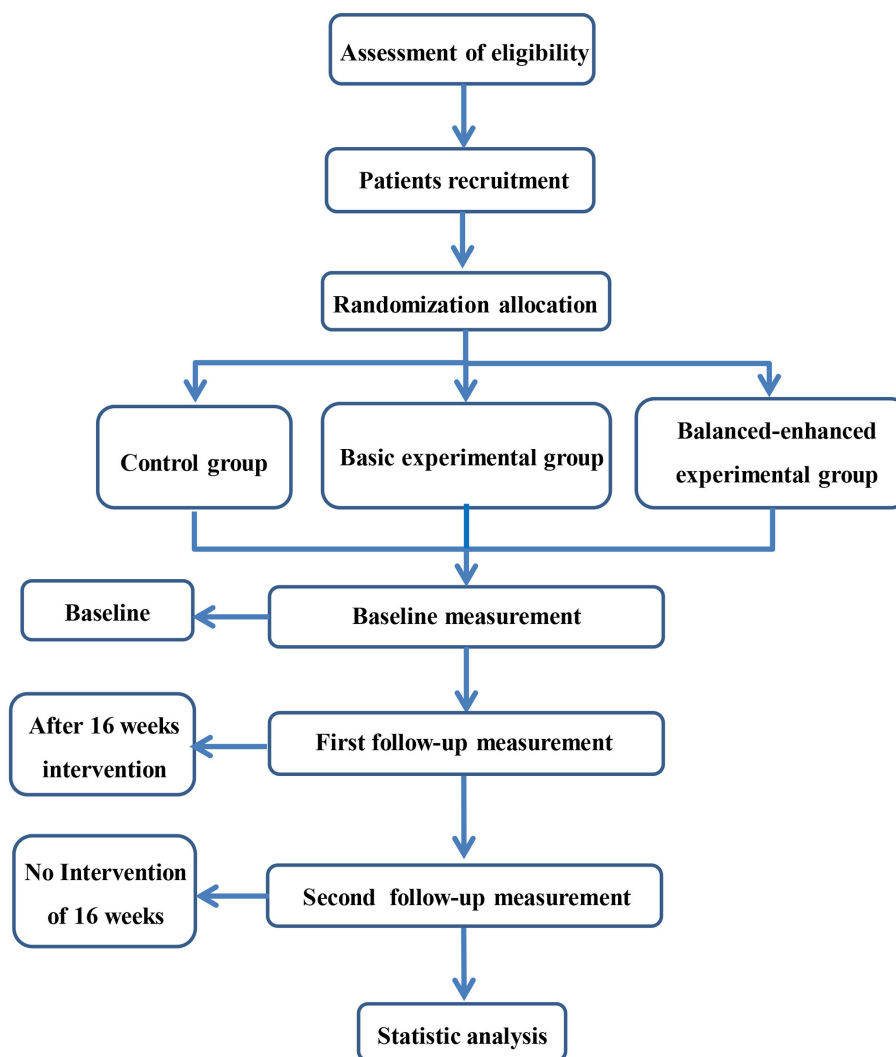 Assessment of eligibility
Patients recruitment
Randomization allocation
Control group
Basic experimental group
Balanced-enhanced
experimental group
Baseline
Baseline measurement
After 16 weeks
intervention
First follow-up measurement
No Intervention
of 16 weeks
Second follow-up measurement
Statistic analysis